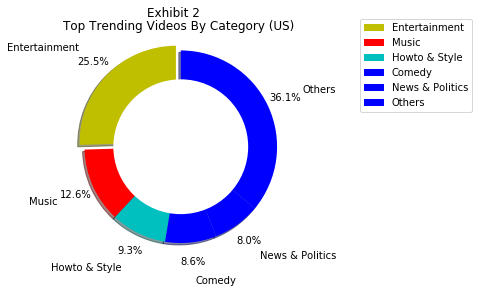 Exhibit 2
Top Trending Videos By Category (US)
Entertainment
25.5%
Music
12.6%
Howto & Style
9.3%
Comedy
8.6%
News & Politics
8.0%
Others
36.1%
Entertainment
Music
Howto & Style
Comedy
News & Politics
Others